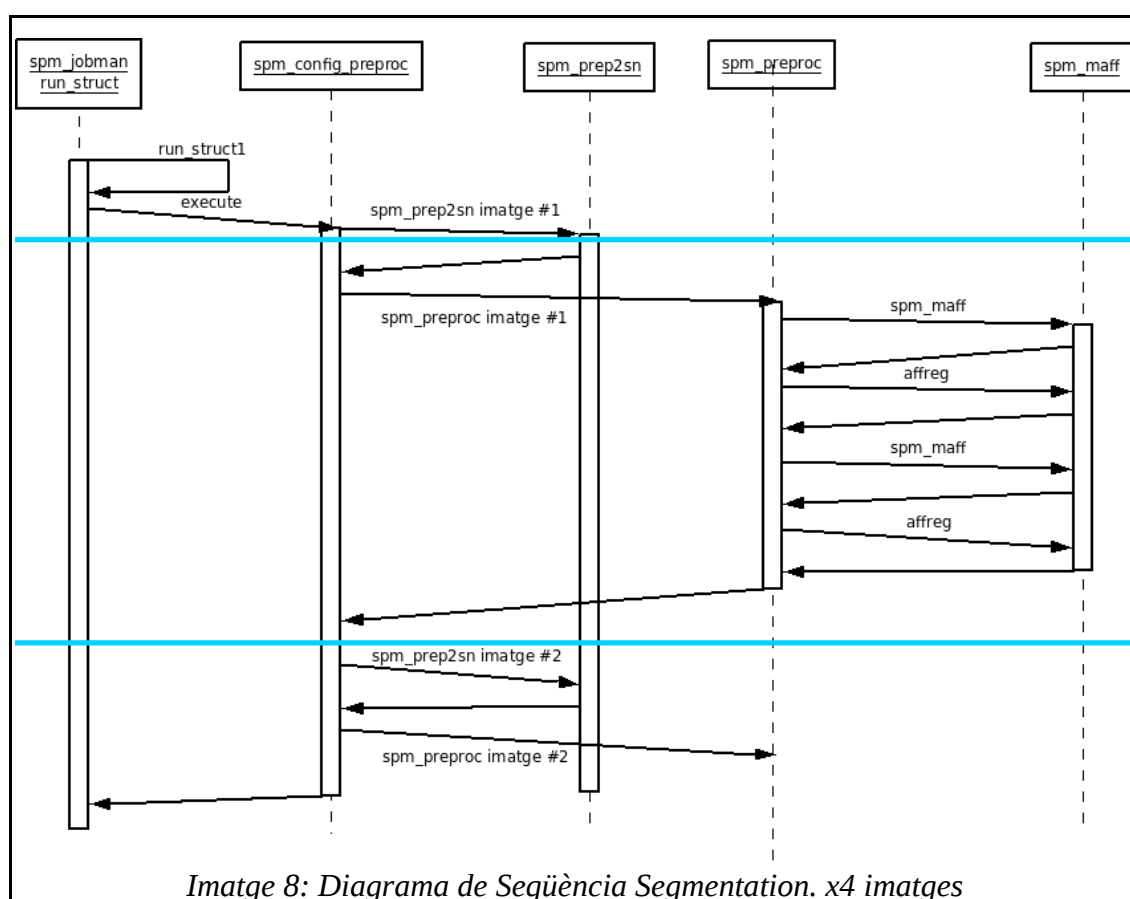 spm_jobman
run_struct
spm_config_preproc
spm_prep2sn
spm_preproc
spm_maff
run_struct1
execute
spm_prep2sn imatge #1
spm_preproc imatge #1
spm_maff
affreg
spm_maff
affreg
spm_prep2sn imatge #2
spm_preproc imatge #2
Imatge 8: Diagrama de Seqüència Segmentation. x4 imatges